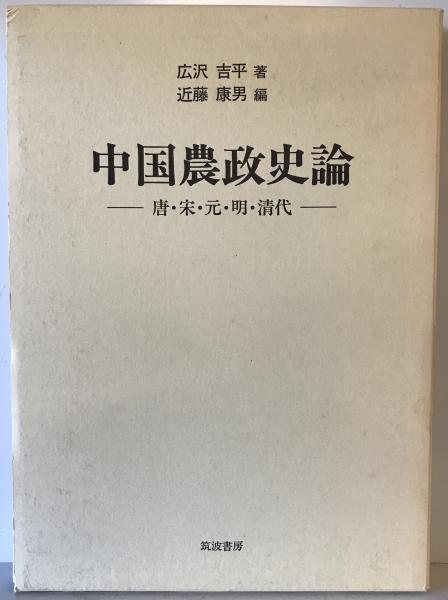 広沢 吉平 著
近藤 康男 編
中国農政史論
── 唐・宋・元・明・清代 ──
筑波書房